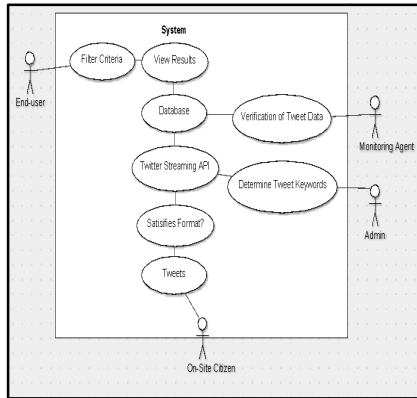 System
Filter Criteria
View Results
End-user
Database
Verification of Tweet Data
Monitoring Agent
Twitter Streaming API
Determine Tweet Keywords
Admin
Satisifies Format?
Tweets
On-Site Citizen